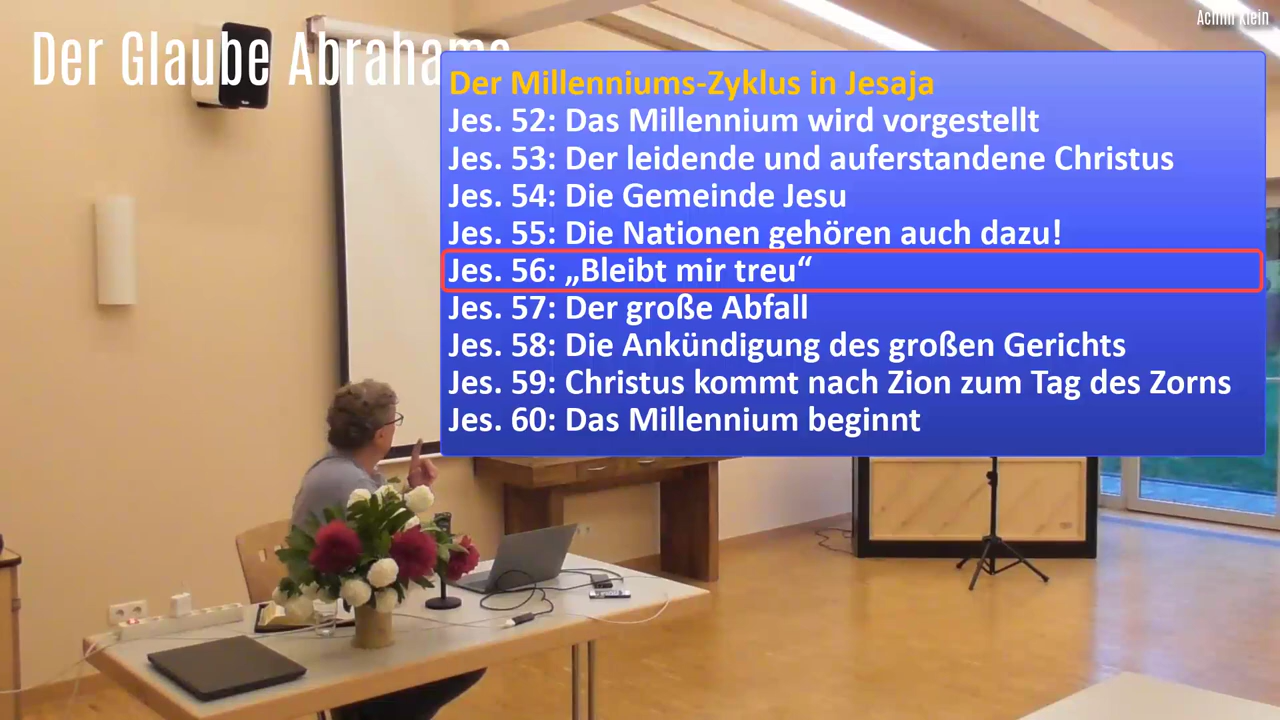 Achim Klein
Der Glaube Abrahams
Der Millenniums-Zyklus in Jesaja
Jes. 52: Das Millennium wird vorgestellt
Jes. 53: Der leidende und auferstandene Christus
Jes. 54: Die Gemeinde Jesu
Jes. 55: Die Nationen gehören auch dazu!
Jes. 56: „Bleibt mir treu“
Jes. 57: Der große Abfall
Jes. 58: Die Ankündigung des großen Gerichts
Jes. 59: Christus kommt nach Zion zum Tag des Zorns
Jes. 60: Das Millennium beginnt